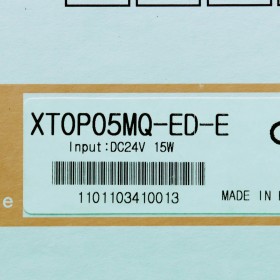 XTOP05MQ-ED-E
Input:DC24V 15W
1101103410013
MADE IN
e